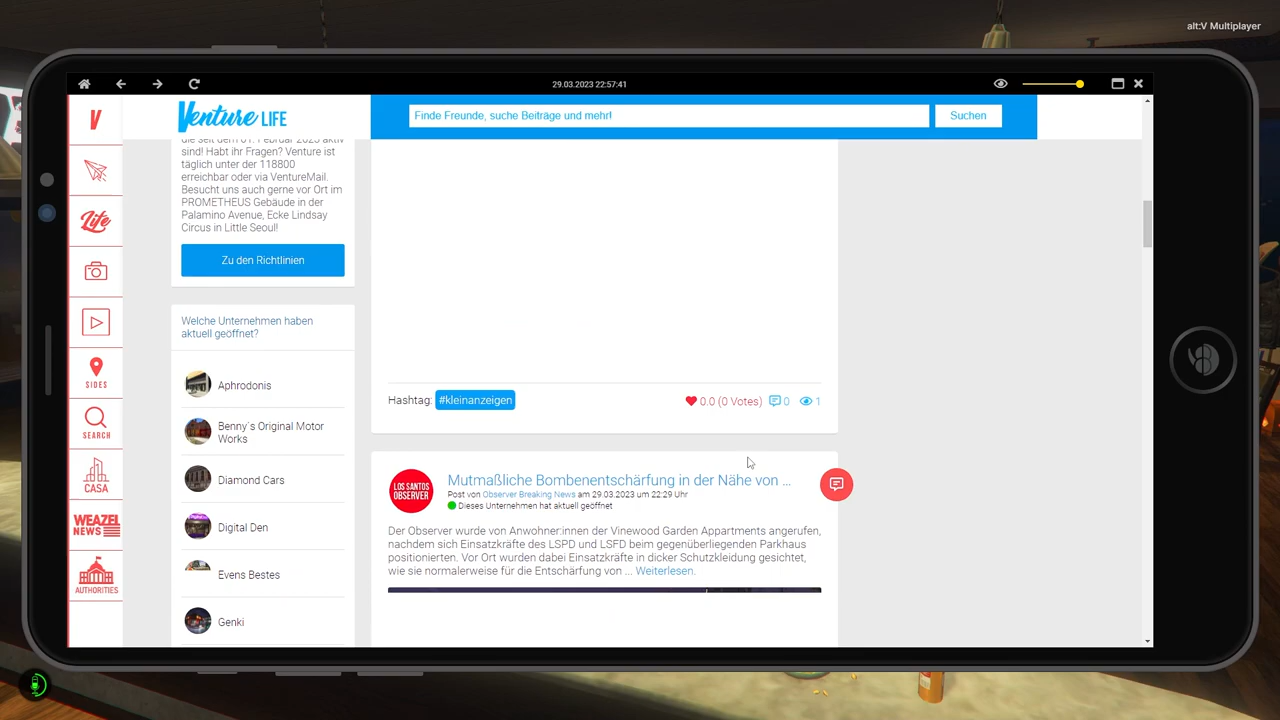 alt:V Multiplayer
29.03.2023 22:57:41
V
Venture LIFE
Finde Freunde, suche Beiträge und mehr!
Suchen
die seit dem 01. Februar 2023 aktiv
sind! Habt ihr Fragen? Venture ist
täglich unter der 118800
erreichbar oder via VentureMail.
Besucht uns auch gerne vor Ort im
PROMETHEUS Gebäude in der
Palamino Avenue, Ecke Lindsay
Circus in Little Seoul!
Zu den Richtlinien
Life
SIDES
SEARCH
CASA
WEAZEL
NEWS
AUTHORITIES
Welche Unternehmen haben
aktuell geöffnet?
Aphrodonis
Benny´s Original Motor
Works
Diamond Cars
Digital Den
Evens Bestes
Genki
Hashtag: #kleinanzeigen
0.0 (0 Votes) 0 1
LOS SANTOS
OBSERVER
Mutmaßliche Bombenentschärfung in der Nähe von ...
Post von Observer Breaking News am 29.03.2023 um 22:29 Uhr
Dieses Unternehmen hat aktuell geöffnet
Der Observer wurde von Anwohner:innen der Vinewood Garden Appartments angerufen,
nachdem sich Einsatzkräfte des LSPD und LSFD beim gegenüberliegenden Parkhaus
positionierten. Vor Ort wurden dabei Einsatzkräfte in dicker Schutzkleidung gesichtet,
wie sie normalerweise für die Entschärfung von ... Weiterlesen.